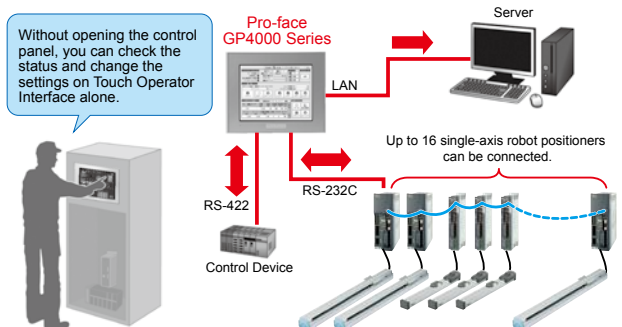 Without opening the control
panel, you can check the
status and change the
settings on Touch Operator
Interface alone.
Pro-face
GP4000 Series
LAN
Server
Up to 16 single-axis robot positioners
can be connected.
RS-422
RS-232C
Control Device